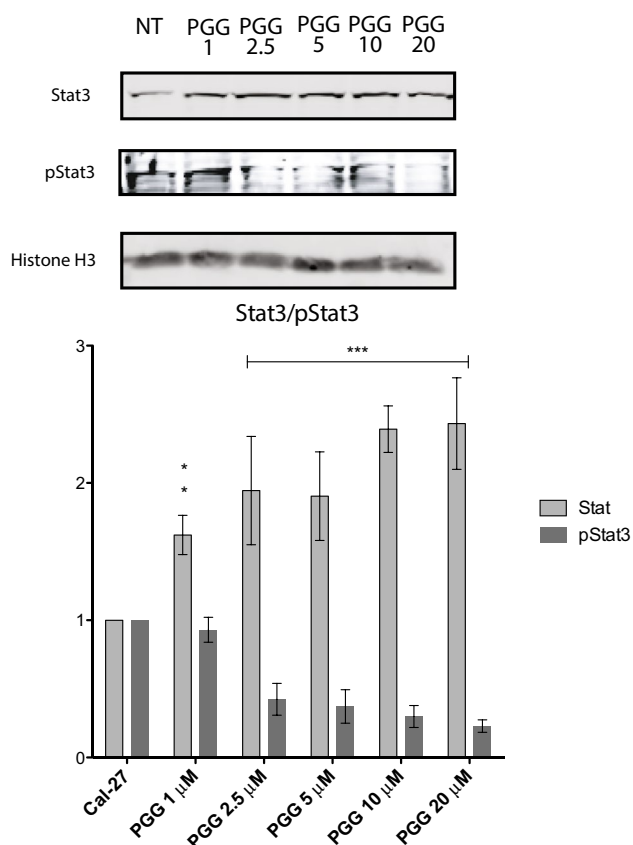 NT PGG PGG PGG PGG PGG
1 2.5 5 10 20
Stat3
pStat3
Histone H3
Stat3/pStat3
3
***
2
*
*
Stat
pStat3
1
0
Cal-27
PGG 1 μM
PGG 2.5 μM
PGG 5 μM
PGG 10 μM
PGG 20 μM